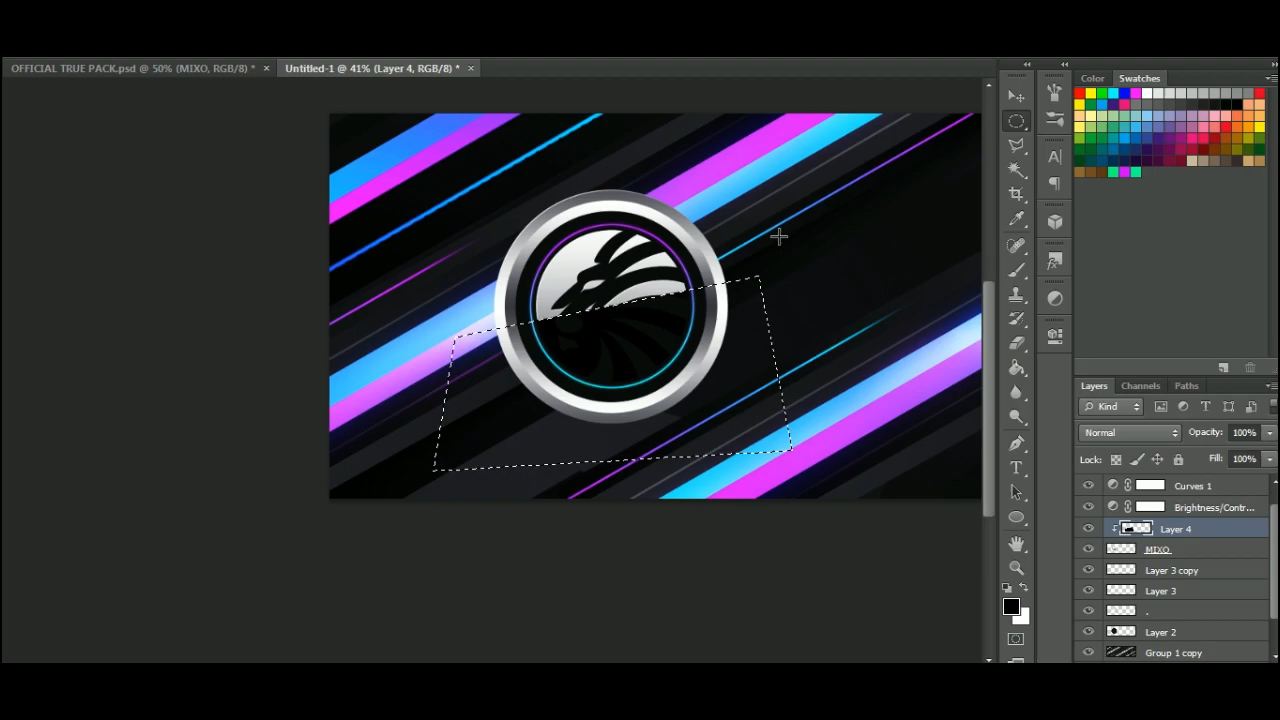 OFFICIAL TRUE PACK.psd @ 50% (MIXO, RGB/8) * ×
Untitled-1 @ 41% (Layer 4, RGB/8) * ×
Color
Swatches
Layers
Channels
Paths
Kind
Normal
Opacity: 100%
Lock:
Fill: 100%
Curves 1
Brightness/Contr...
Layer 4
MIXO
Layer 3 copy
Layer 3
.
Layer 2
Group 1 copy